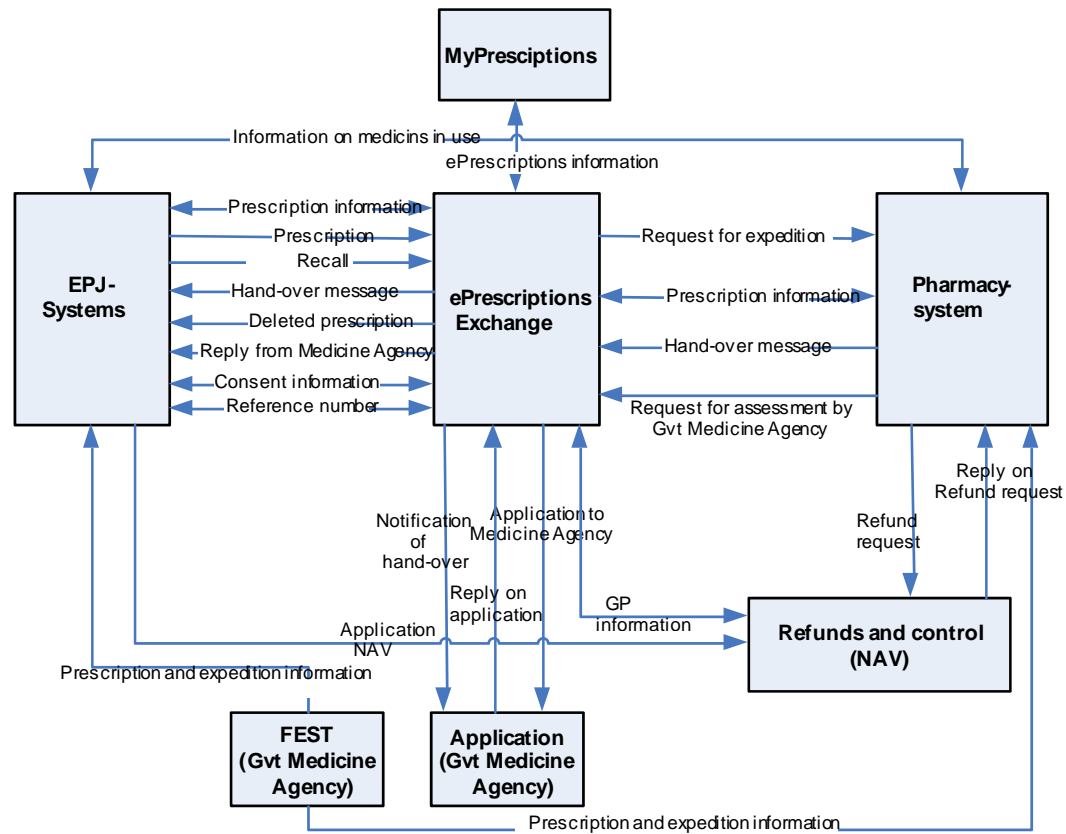 MyPresciptions
Information on medicins in use
ePrescriptions information
Prescription information
Prescription
Recall
Hand-over message
Deleted prescription
Reply from Medicine Agency
Consent information
Reference number
EPJ-
Systems
ePrescriptions
Exchange
Request for expedition
Prescription information
Hand-over message
Request for assessment by
Gvt Medicine Agency
Pharmacy-
system
Notification
of
hand-over
Application to
Medicine Agency
Reply on
application
GP
information
Refund
request
Reply on
Refund request
Application
NAV
Refunds and control
(NAV)
Prescription and expedition information
FEST
(Gvt Medicine
Agency)
Application
(Gvt Medicine
Agency)
Prescription and expedition information